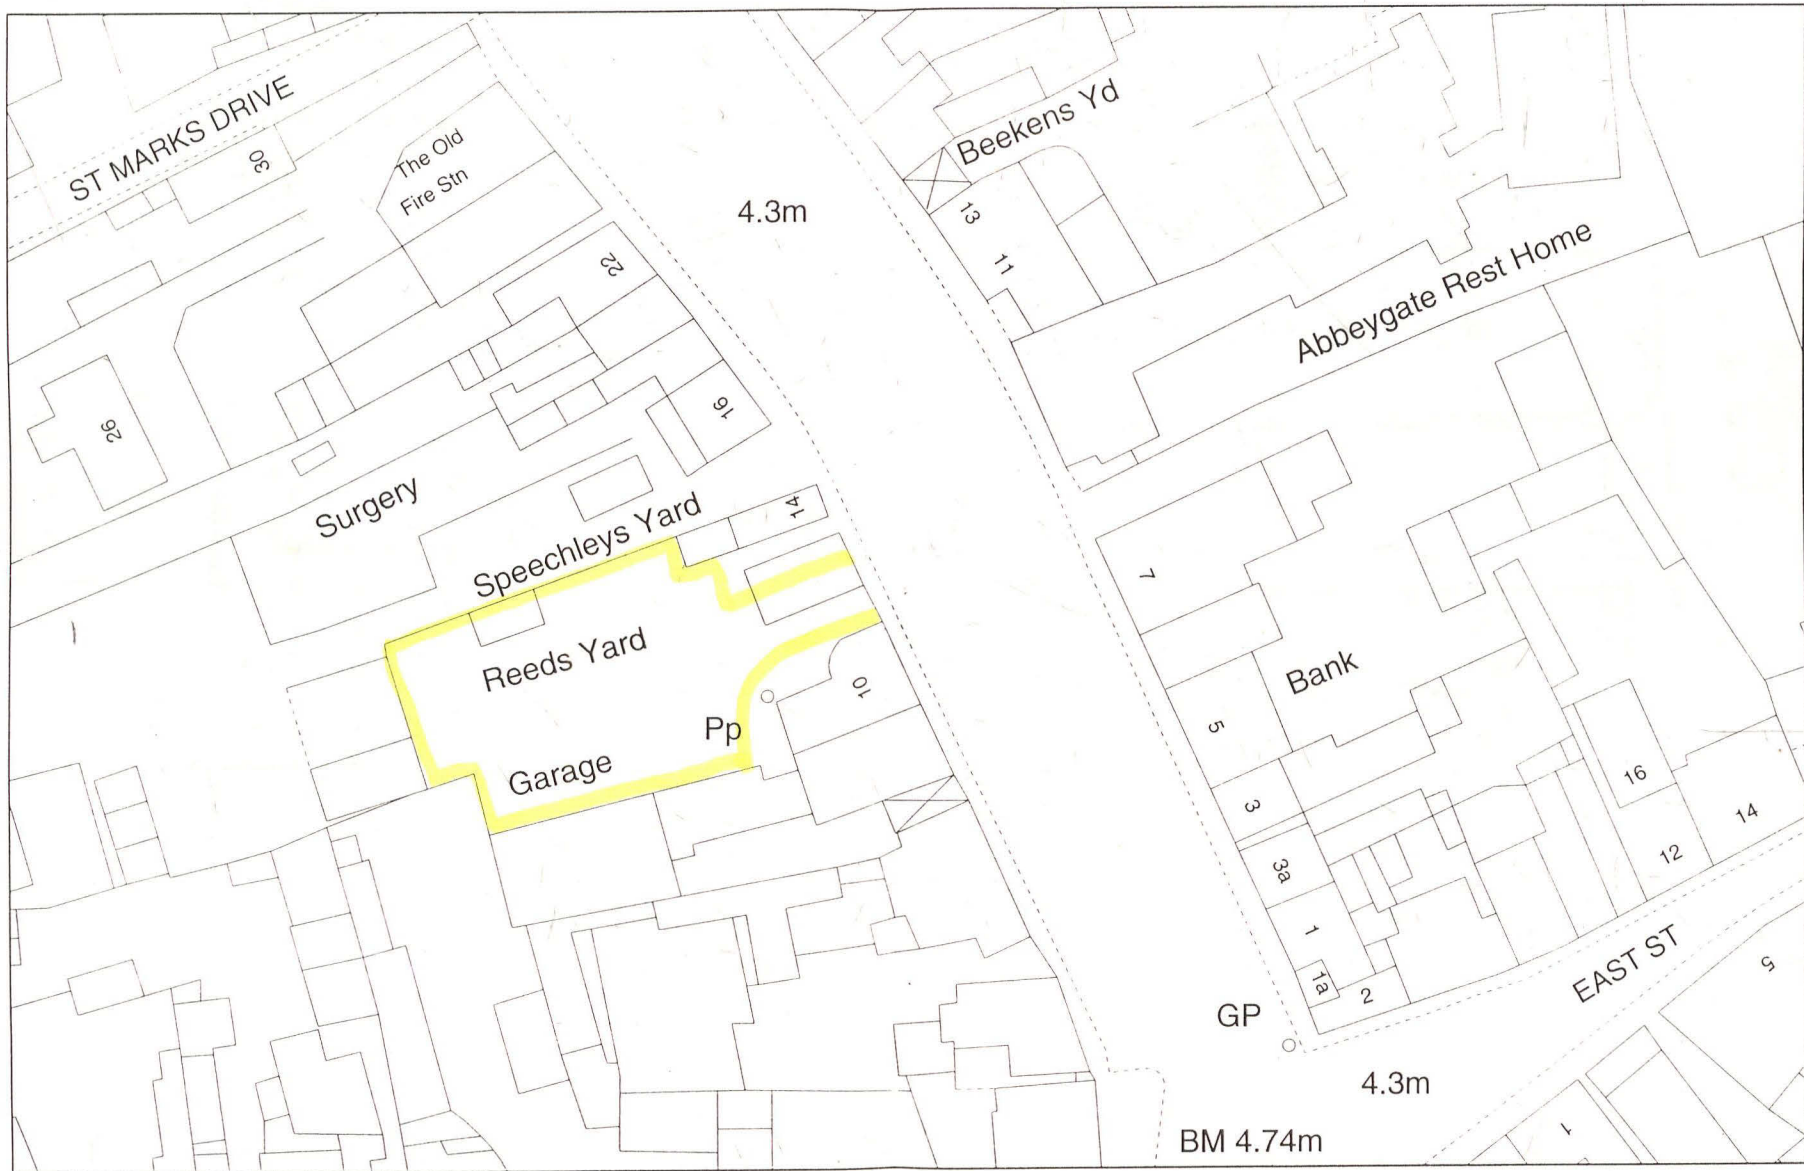 ST MARKS DRIVE
30
The Old
Fire Stn
4.3m
Beekens Yd
13
11
22
Abbeygate Rest Home
26
16
Surgery
14
Speechleys Yard
7
Reeds Yard
10
Bank
5
Pp
Garage
3
16
14
3a
12
1
1a
2
EAST ST
5
GP
4.3m
1
BM 4.74m